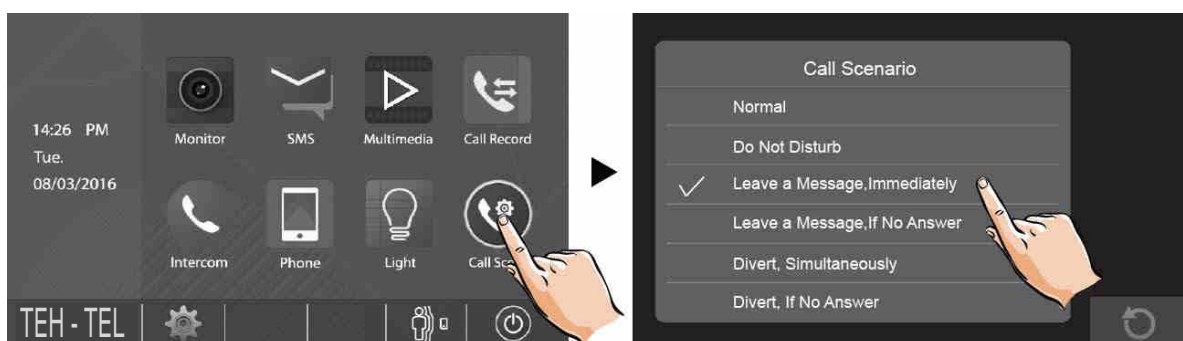 14:26 PM
Tue.
08/03/2016
Monitor
SMS
Multimedia
Call Record
Intercom
Phone
Light
Call
TEH - TEL
Call Scenario
Normal
Do Not Disturb
Leave a Message,Immediately
Leave a Message,If No Answer
Divert, Simultaneously
Divert, If No Answer